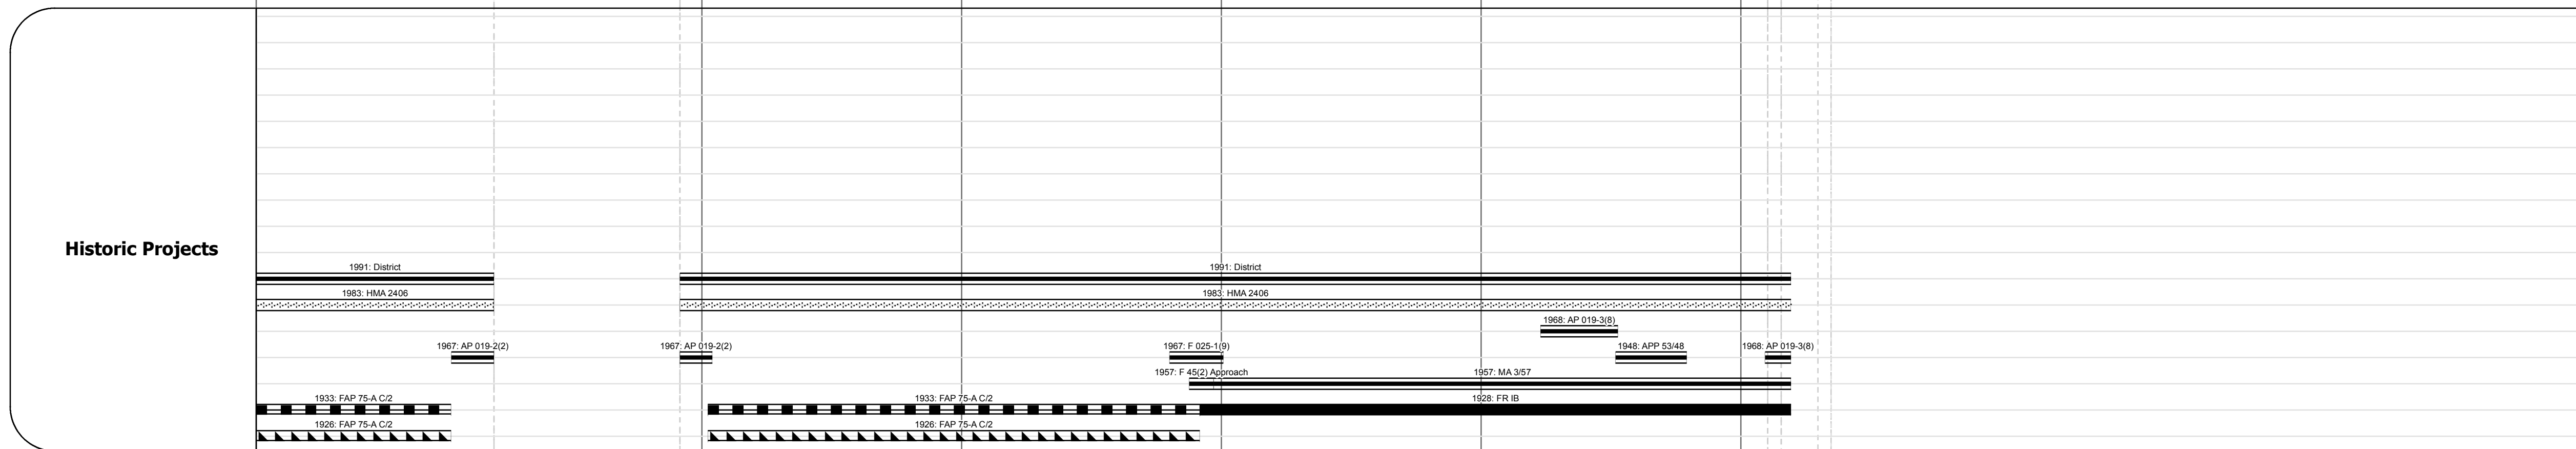 Historic Projects
1991: District
1991: District
1983: HMA 2406
1983: HMA 2406
1968: AP 019-3(8)
1967: AP 019-2(2)
1967: AP 019-2(2)
1967: F 025-1(9)
1948: APP 53/48
1968: AP 019-3(8)
1957: F 45(2) Approach
1957: MA 3/57
1933: FAP 75-A C/2
1933: FAP 75-A C/2
1928: FR IB
1926: FAP 75-A C/2
1926: FAP 75-A C/2